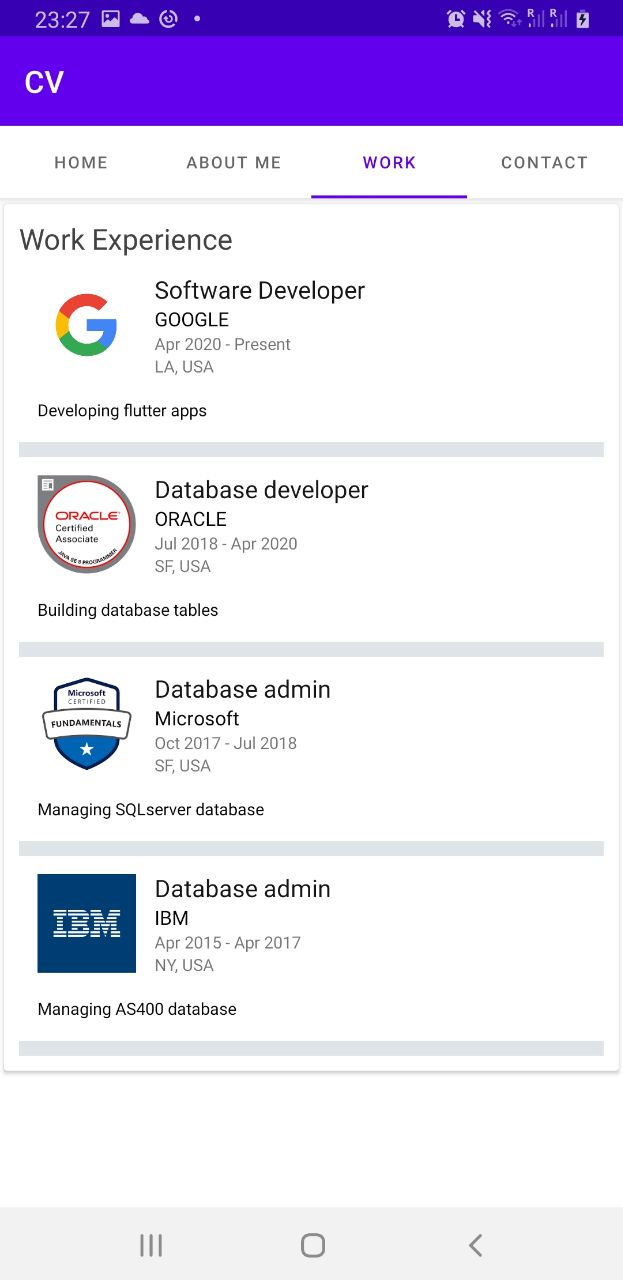 23:27
R R
CV
HOME ABOUT ME WORK CONTACT
Work Experience
Software Developer
GOOGLE
Apr 2020 - Present
LA, USA
Developing flutter apps
ORACLE
Certified
Associate
JAVA SE 8 PROGRAMMER
Database developer
ORACLE
Jul 2018 - Apr 2020
SF, USA
Building database tables
Microsoft
CERTIFIED
FUNDAMENTALS
Database admin
Microsoft
Oct 2017 - Jul 2018
SF, USA
Managing SQLserver database
IBM
Database admin
IBM
Apr 2015 - Apr 2017
NY, USA
Managing AS400 database